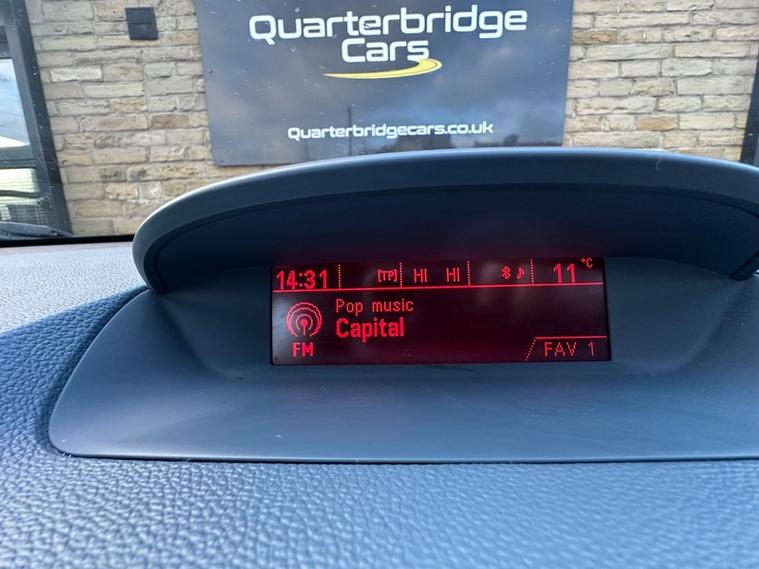 Quarterbridge
Cars
Quarterbridgecars.co.uk
14:31 [TP] HI HI 11 °C
Pop music
Capital
FM
FAV 1